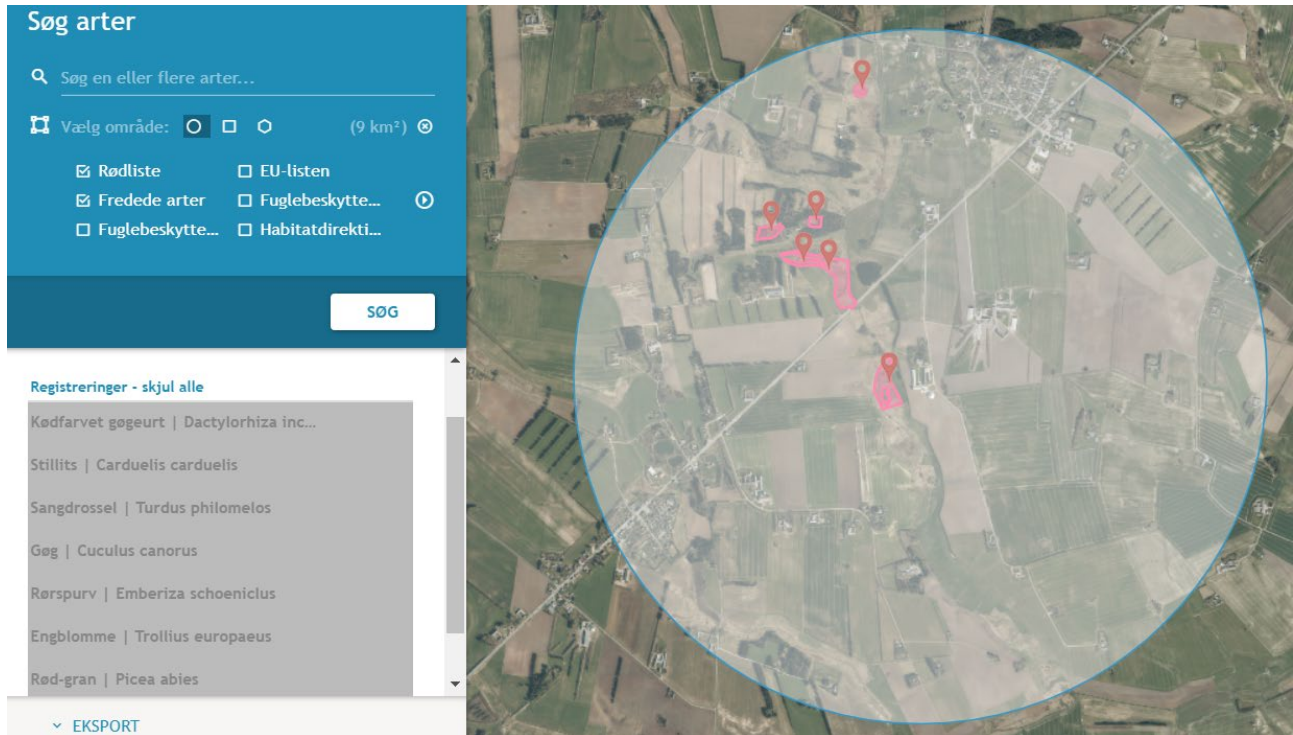 Søg arter
Søg en eller flere arter...
Vælg område: (9 km²)
Rødliste EU-listen
Fredede arter Fuglebeskytte...
Fuglebeskytte... Habitatdirekti...
SØG
Registreringer - skjul alle
Kødfarvet gøgeurt | Dactylorhiza inc...
Stillits | Carduelis carduelis
Sangdrossel | Turdus philomelos
Gøg | Cuculus canorus
Rørspurv | Emberiza schoeniclus
Engblomme | Trollius europaeus
Rød-gran | Picea abies
EKSPORT